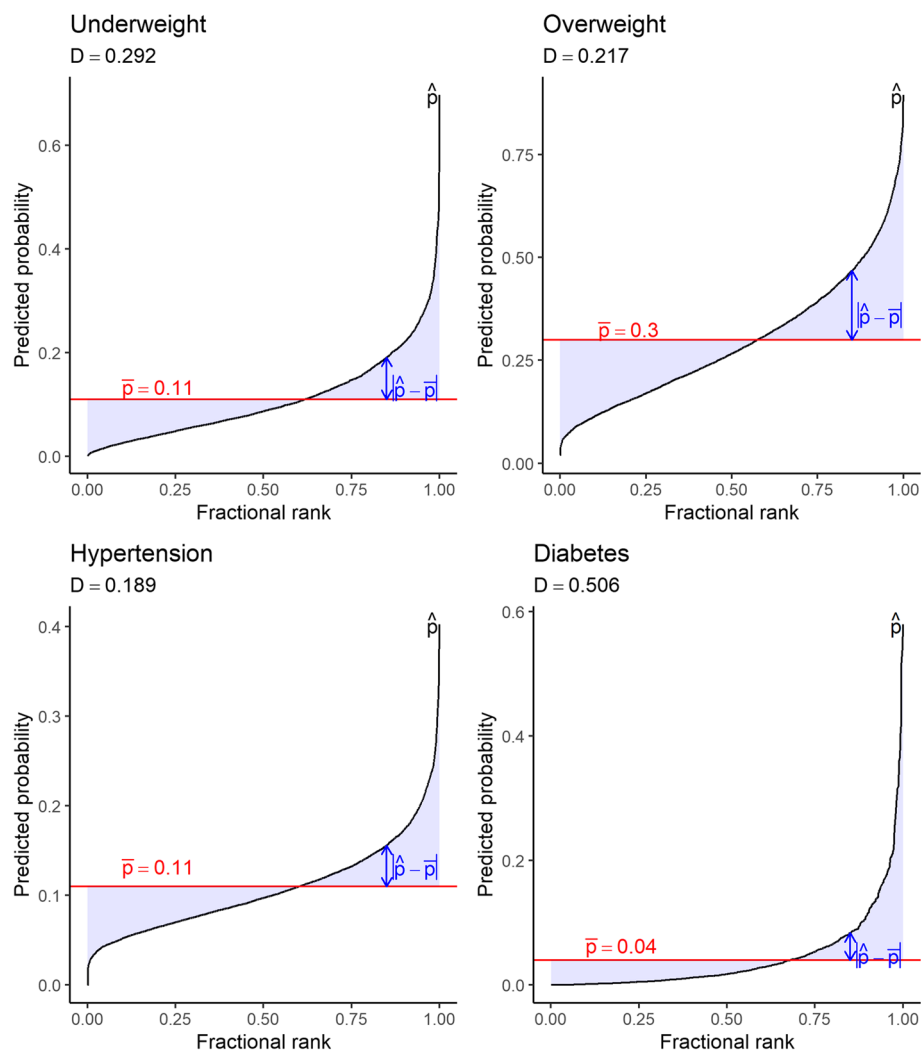 Underweight
D = 0.292
p̂
0.6
0.4
0.2
0.0
p̅ = 0.11
|p̂ − p̅|
Predicted probability
0.00 0.25 0.50 0.75 1.00
Fractional rank
Overweight
D = 0.217
p̂
0.75
0.50
0.25
0.00
p̅ = 0.3
|p̂ − p̅|
Predicted probability
0.00 0.25 0.50 0.75 1.00
Fractional rank
Hypertension
D = 0.189
p̂
0.4
0.3
0.2
0.1
0.0
p̅ = 0.11
|p̂ − p̅|
Predicted probability
0.00 0.25 0.50 0.75 1.00
Fractional rank
Diabetes
D = 0.506
p̂
0.6
0.4
0.2
0.0
p̅ = 0.04
|p̂ − p̅|
Predicted probability
0.00 0.25 0.50 0.75 1.00
Fractional rank